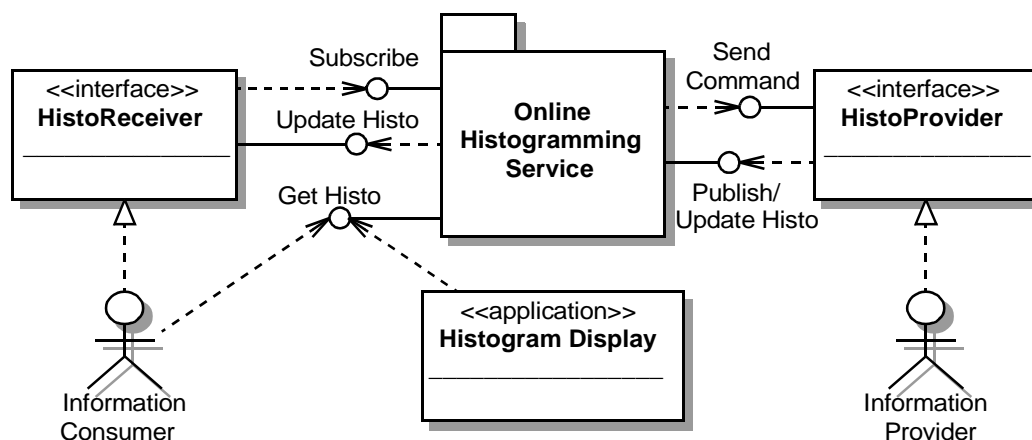 Subscribe
<<interface>>
HistoReceiver
Update Histo
Get Histo
Online
Histogramming
Service
Send
Command
<<interface>>
HistoProvider
Publish/
Update Histo
<<application>>
Histogram Display
Information
Consumer
Information
Provider